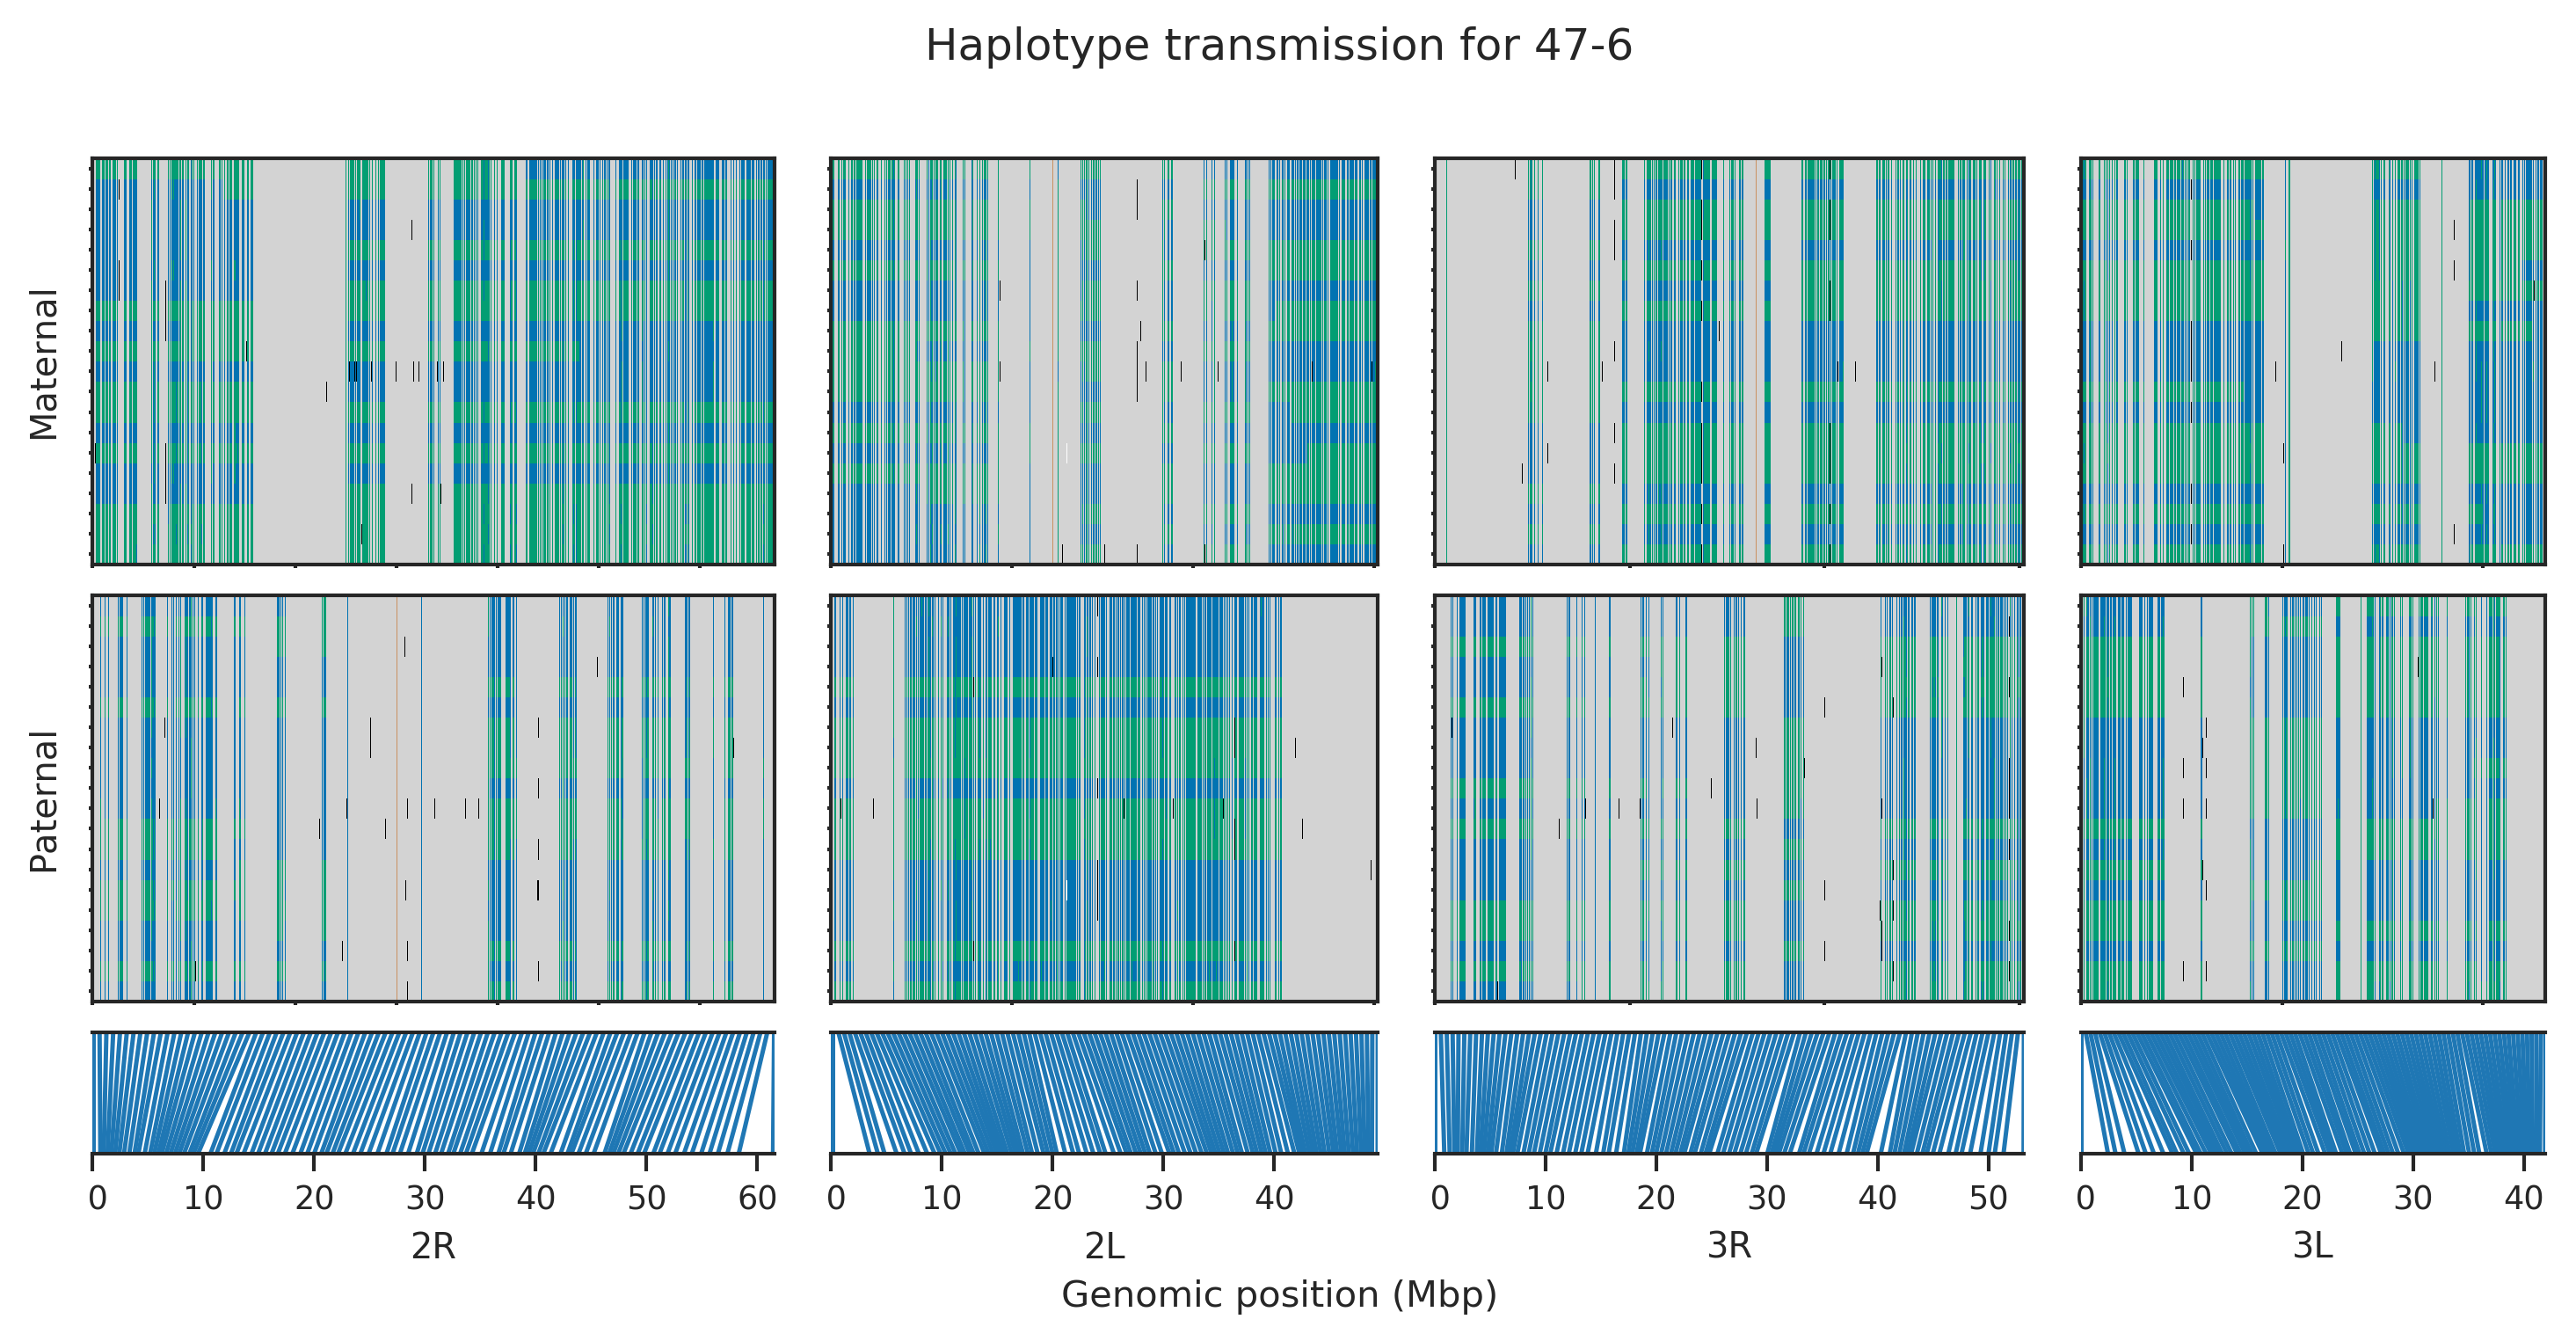 Haplotype transmission for 47-6
Maternal
Paternal
0 10 20 30 40 50 60
0 10 20 30 40
0 10 20 30 40 50
0 10 20 30 40
2R 2L 3R 3L
Genomic position (Mbp)